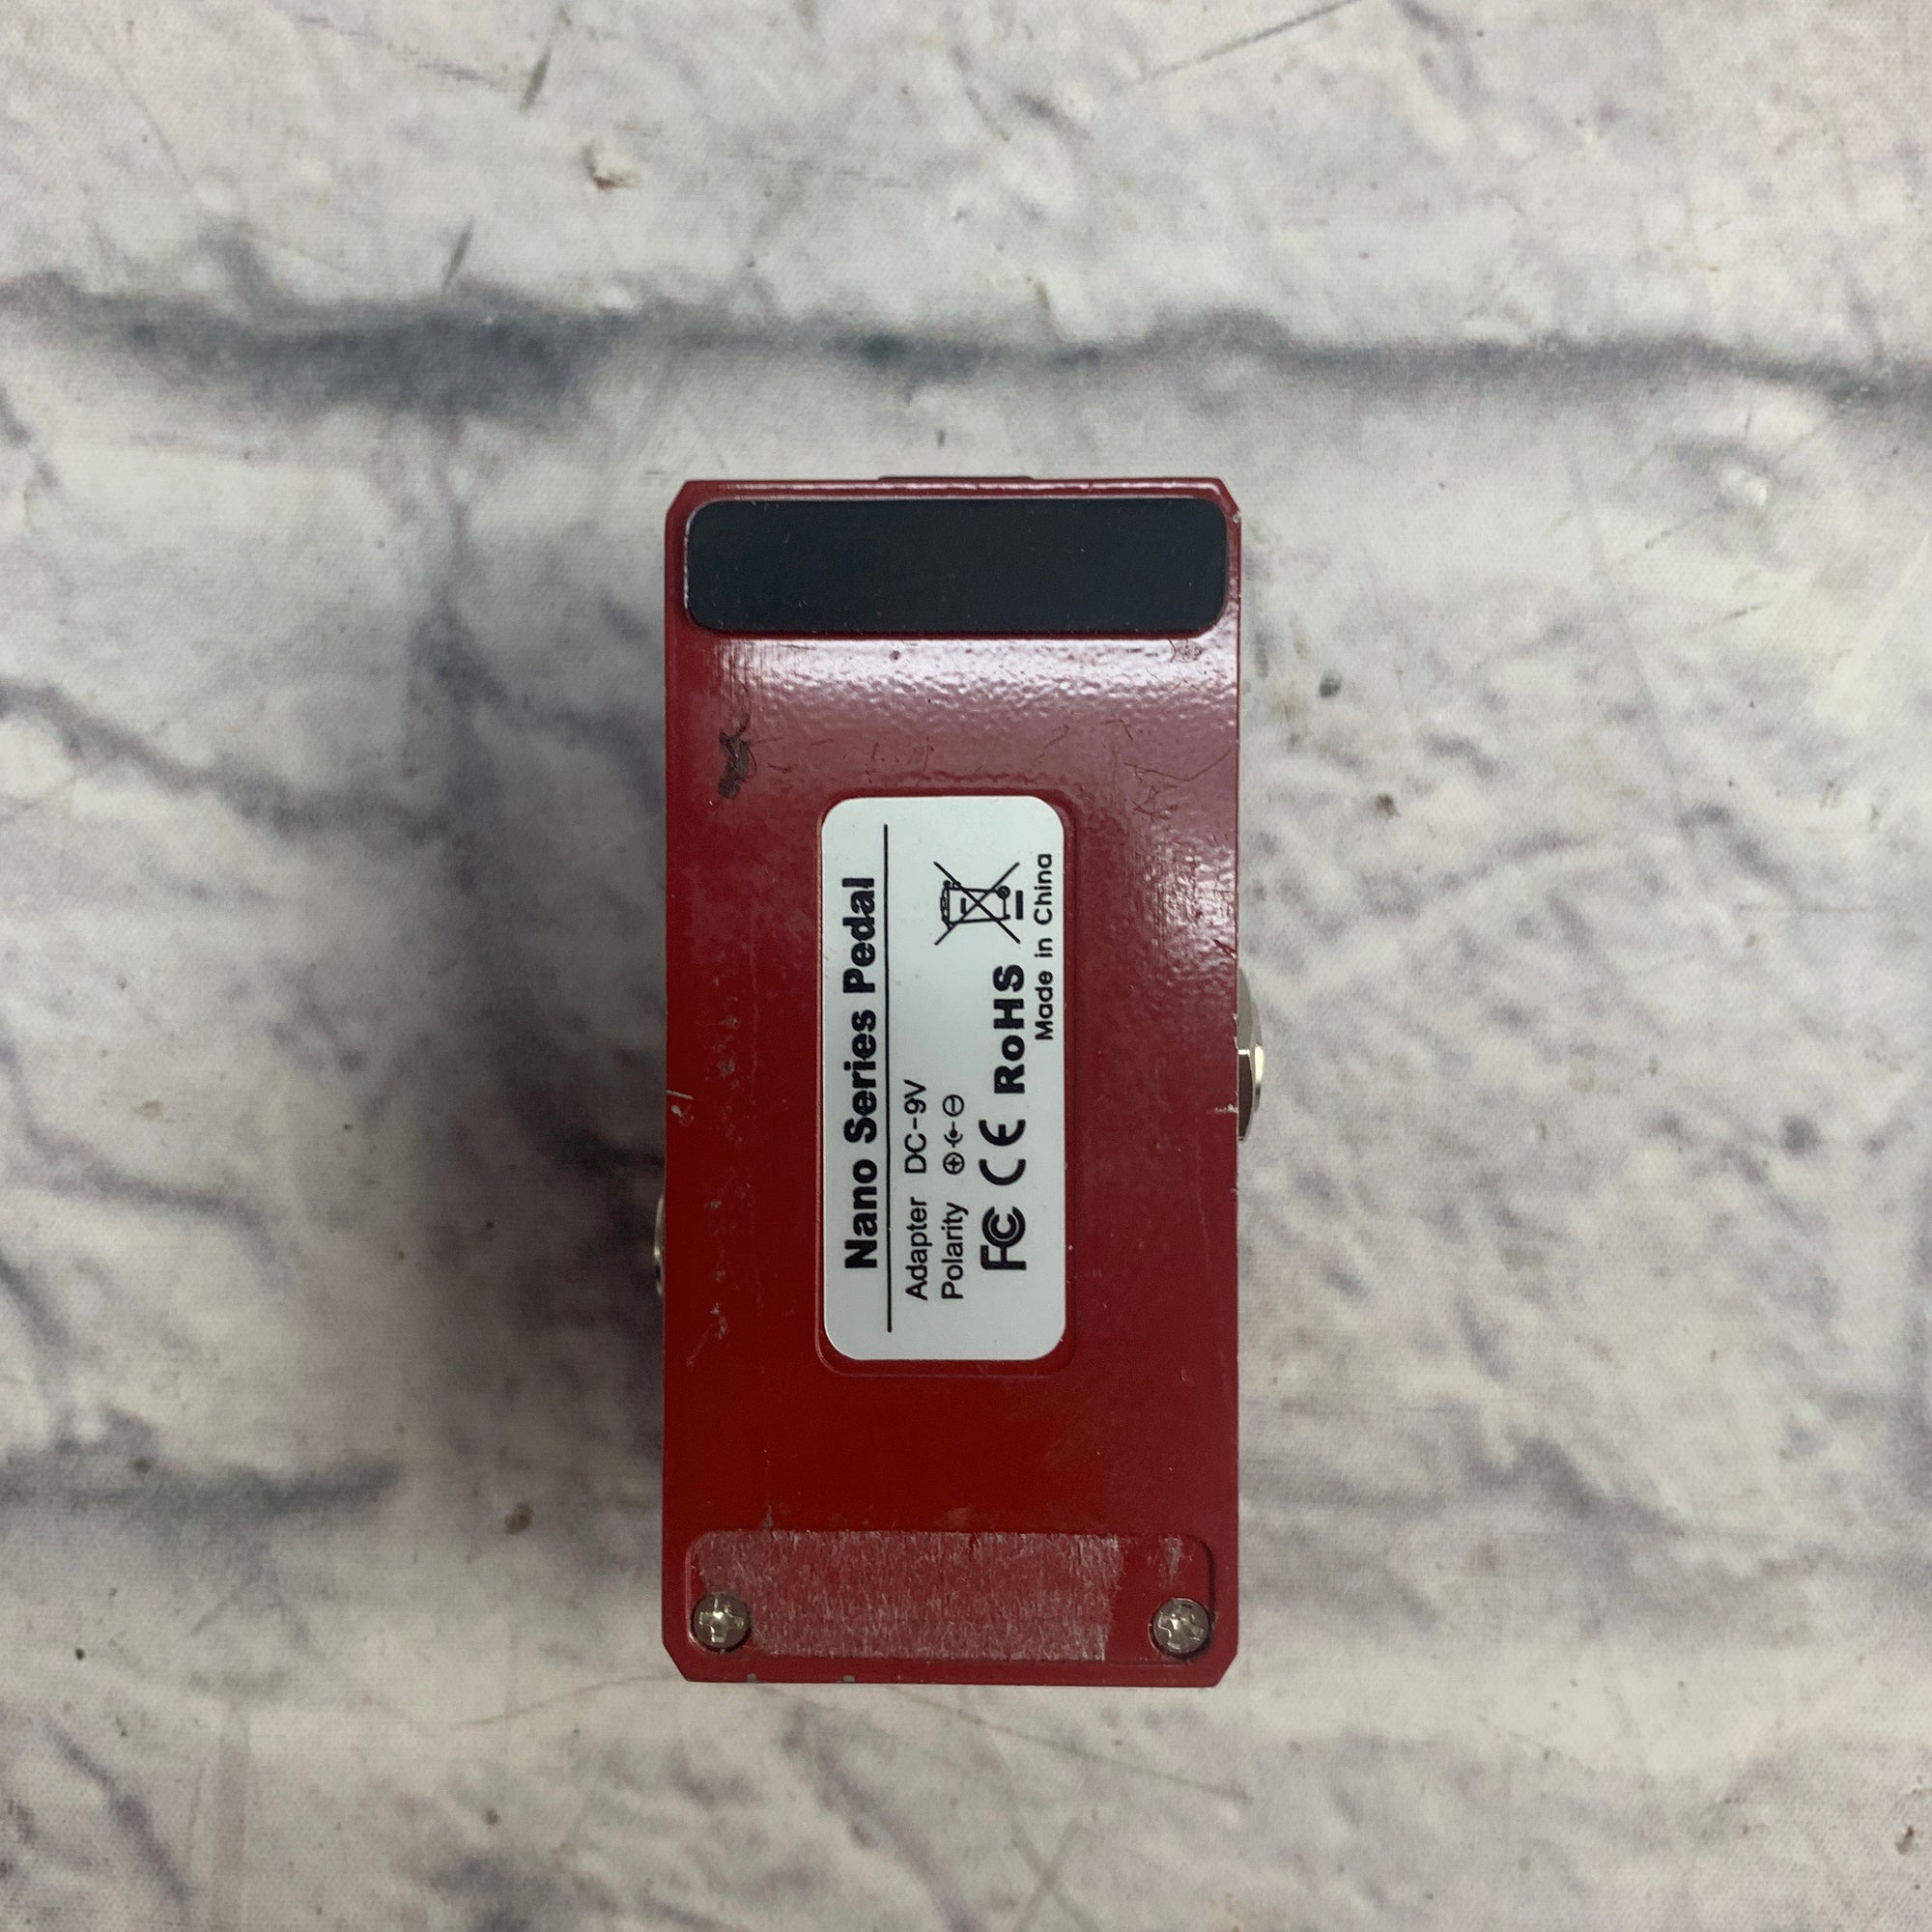 Nano Series Pedal
Adapter DC-9V
Polarity ⊕-⊖
FC CE RoHS
Made in China